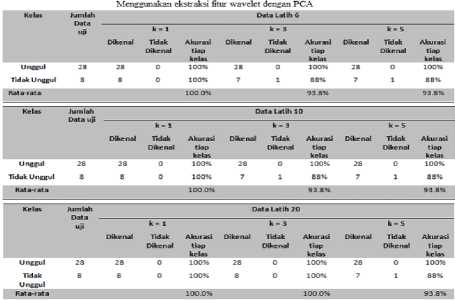 Menggunakan ekstraksi fitur wavelet dengan PCA
Kelas Jumlah Data uji Data Latih 6
k = 1 k = 3 k = 5
Dikenal Tidak Dikenal Akurasi tiap kelas Dikenal Tidak Dikenal Akurasi tiap kelas Dikenal Tidak Dikenal Akurasi tiap kelas
Unggul 28 28 0 100% 28 0 100% 28 0 100%
Tidak Unggul 8 8 0 100% 7 1 88% 7 1 88%
Rata-rata 100.0% 93.8% 93.8%
Kelas Jumlah Data uji Data Latih 10
k = 1 k = 3 k = 5
Dikenal Tidak Dikenal Akurasi tiap kelas Dikenal Tidak Dikenal Akurasi tiap kelas Dikenal Tidak Dikenal Akurasi tiap kelas
Unggul 28 28 0 100% 28 0 100% 28 0 100%
Tidak Unggul 8 8 0 100% 7 1 88% 7 1 88%
Rata-rata 100.0% 93.8% 93.8%
Kelas Jumlah Data uji Data Latih 20
k = 1 k = 3 k = 5
Dikenal Tidak Dikenal Akurasi tiap kelas Dikenal Tidak Dikenal Akurasi tiap kelas Dikenal Tidak Dikenal Akurasi tiap kelas
Unggul 28 28 0 100% 28 0 100% 28 0 100%
Tidak Unggul 8 8 0 100% 8 0 100% 7 1 88%
Rata-rata 100.0% 100.0% 93.8%